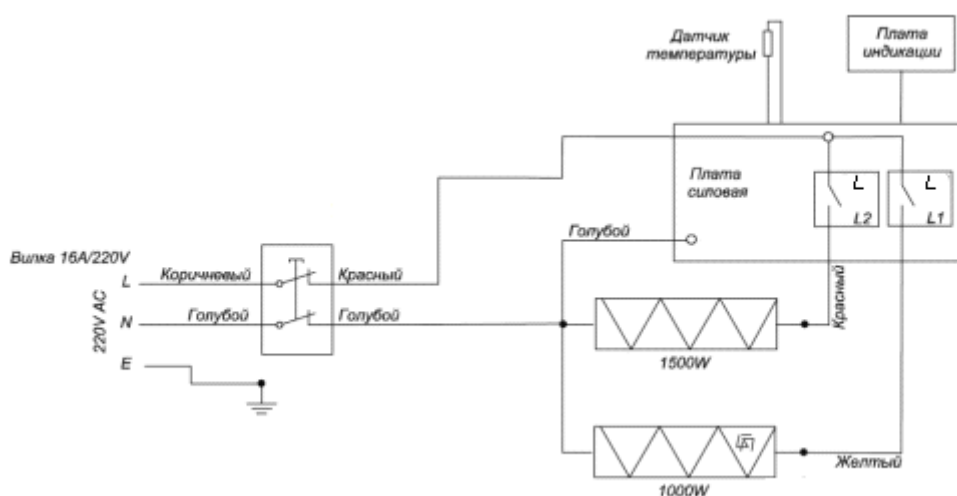 Датчик
температуры
Плата
индикации
Плата
силовая
L2
L1
Голубой
Вилка 16А/220V
L
Коричневый
Красный
220V AC
N
Голубой
Голубой
Красный
1500W
E
Желтый
1000W